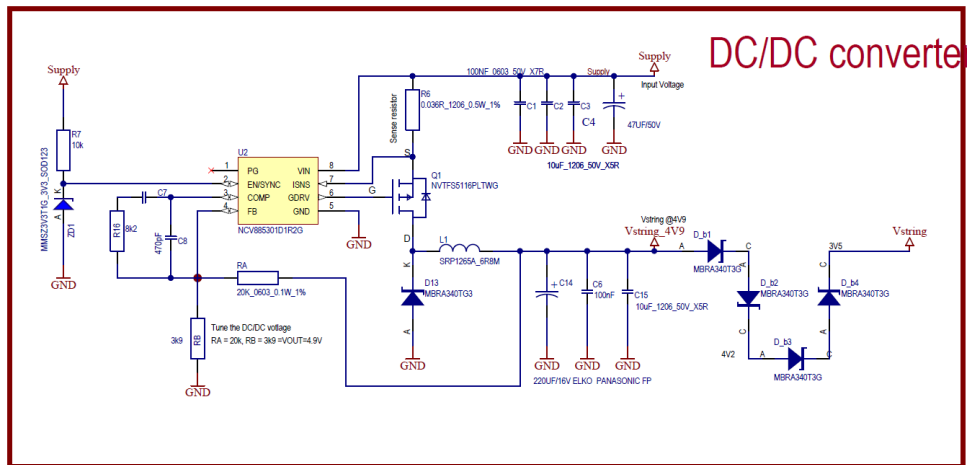 DC/DC converter
Supply
R7
10k
MMSZ3V3T1G_3V3_SOD123
K
A
ZD1
GND
U2
1
PG
VIN
8
2
EN/SYNC
ISNS
7
3
COMP
GDRV
6
4
FB
GND
5
NCV885301D1R2G
GND
C7
R16
8k2
470pF
C8
RA
20K_0603_0.1W_1%
3k9
RB
Tune the DC/DC votlage
RA = 20k, RB = 3k9 =VOUT=4.9V
GND
Sense resistor
R6
0.036R_1206_0.5W_1%
S
Q1
NVTFS5116PLTWG
G
D
100NF_0603_50V_X7R
Supply
Supply
Input Voltage
C1
C2
C3
C4
+
47UF/50V
GND
GND
GND
GND
10uF_1206_50V_X5R
L1
SRP1265A_6R8M
K
D13
MBRA340TG3
A
GND
Vstring @4V9
Vstring_4V9
+
C14
C6
100nF
C15
10uF_1206_50V_X5R
GND
GND
GND
220UF/16V ELKO PANASONIC FP
A
D_b1
C
MBRA340T3G
A
D_b2
MBRA340T3G
C
4V2
A
D_b3
C
MBRA340T3G
A
D_b4
MBRA340T3G
C
3V5
Vstring